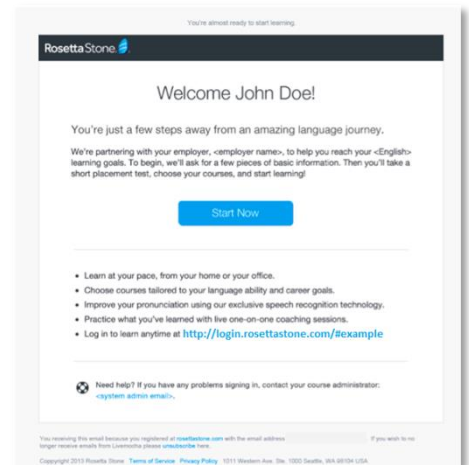 You're almost ready to start learning.
RosettaStone
Welcome John Doe!
You're just a few steps away from an amazing language journey.
We're partnering with your employer, <employer name>, to help you reach your <English>
learning goals. To begin, we'll ask for a few pieces of basic information. Then you'll take a
short placement test, choose your courses, and start learning!
Start Now
• Learn at your pace, from your home or your office.
• Choose courses tailored to your language ability and career goals.
• Improve your pronunciation using our exclusive speech recognition technology.
• Practice what you've learned with live one-on-one coaching sessions.
• Log in to learn anytime at http://login.rosettastone.com/#example
Need help? If you have any problems signing in, contact your course administrator:
<system admin email>.
You receiving this email because you registered at rosettastone.com with the email address If you wish to no
longer receive emails from Livemocha please unsubscribe here.
Copyright 2013 Rosetta Stone Terms of Service Privacy Policy 1011 Western Ave. Ste. 1000 Seattle, WA 98104 USA